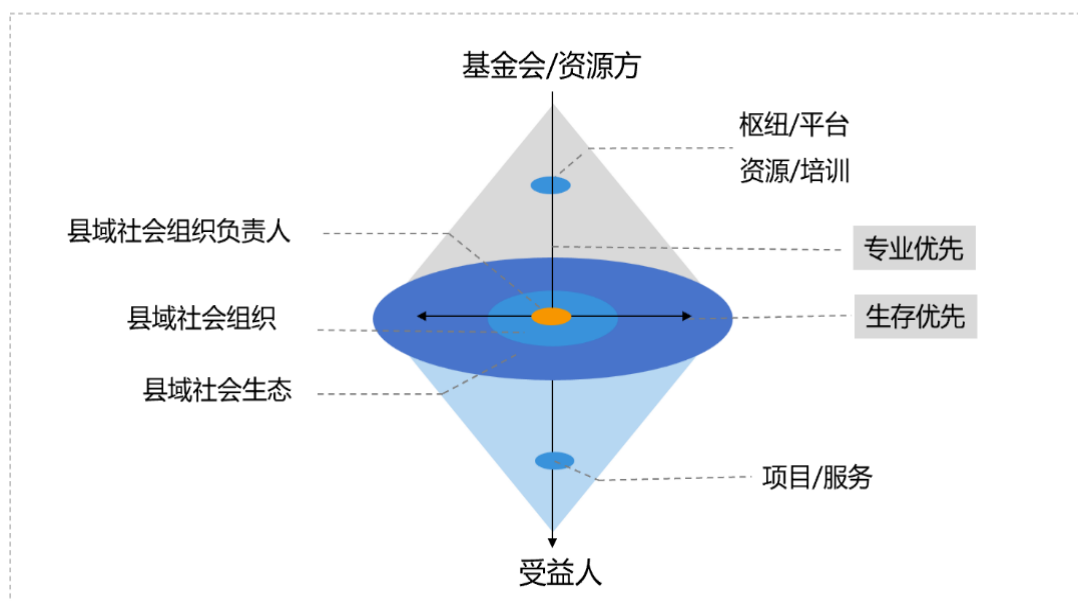 基金会/资源方
枢纽/平台
资源/培训
县域社会组织负责人
专业优先
县域社会组织
生存优先
县域社会生态
项目/服务
受益人